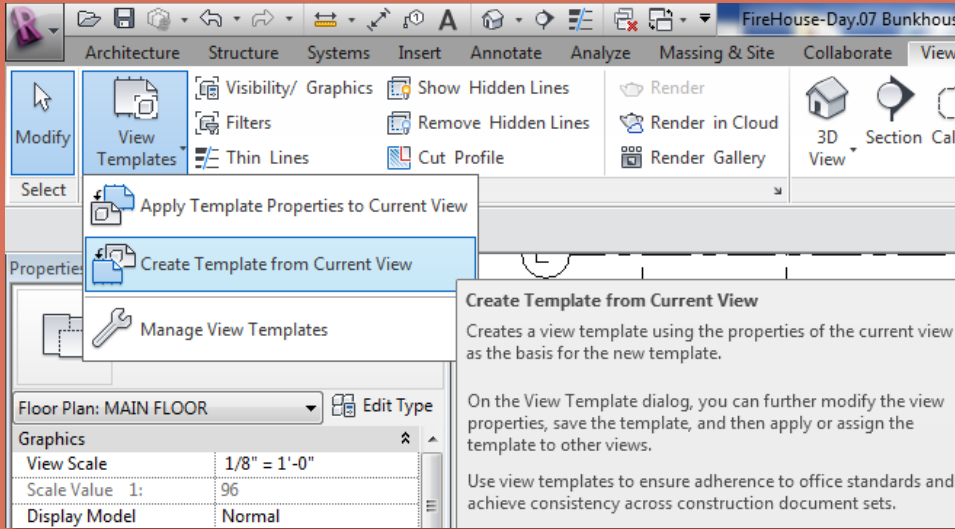 FireHouse-Day.07 Bunkhous
Architecture Structure Systems Insert Annotate Analyze Massing & Site Collaborate View
Modify
View
Templates
Visibility/ Graphics
Filters
Thin Lines
Show Hidden Lines
Remove Hidden Lines
Cut Profile
Render
Render in Cloud
Render Gallery
3D
View
Section
Cal
Select
Apply Template Properties to Current View
Create Template from Current View
Manage View Templates
Create Template from Current View
Creates a view template using the properties of the current view
as the basis for the new template.
On the View Template dialog, you can further modify the view
properties, save the template, and then apply or assign the
template to other views.
Use view templates to ensure adherence to office standards and
achieve consistency across construction document sets.
Properties
Floor Plan: MAIN FLOOR
Edit Type
Graphics
View Scale 1/8" = 1'-0"
Scale Value 1: 96
Display Model Normal